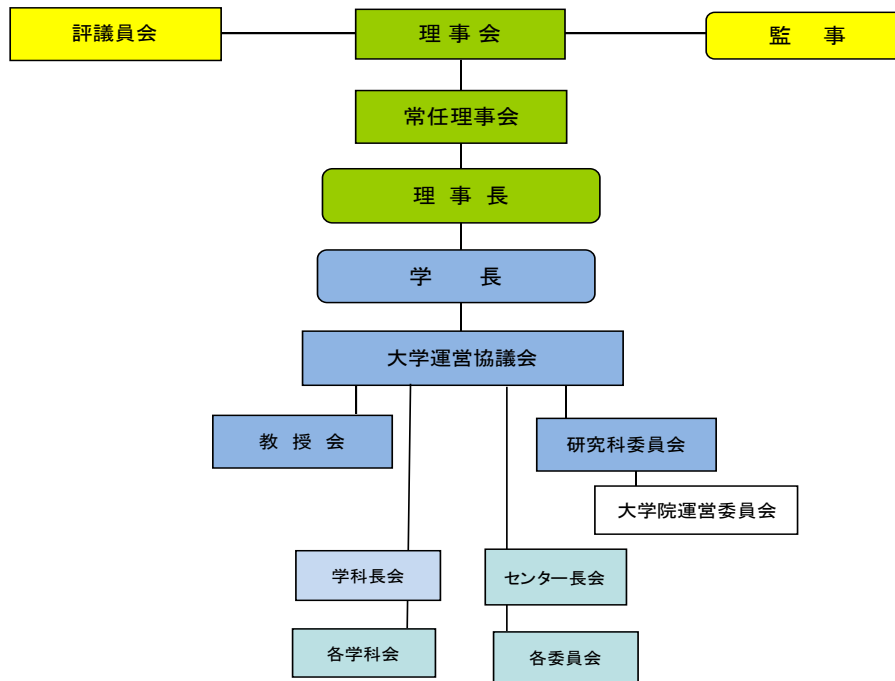 評議員会
理 事 会
監 事
常任理事会
理 事 長
学 長
大学運営協議会
教 授 会
研究科委員会
大学院運営委員会
学科長会
センター長会
各学科会
各委員会